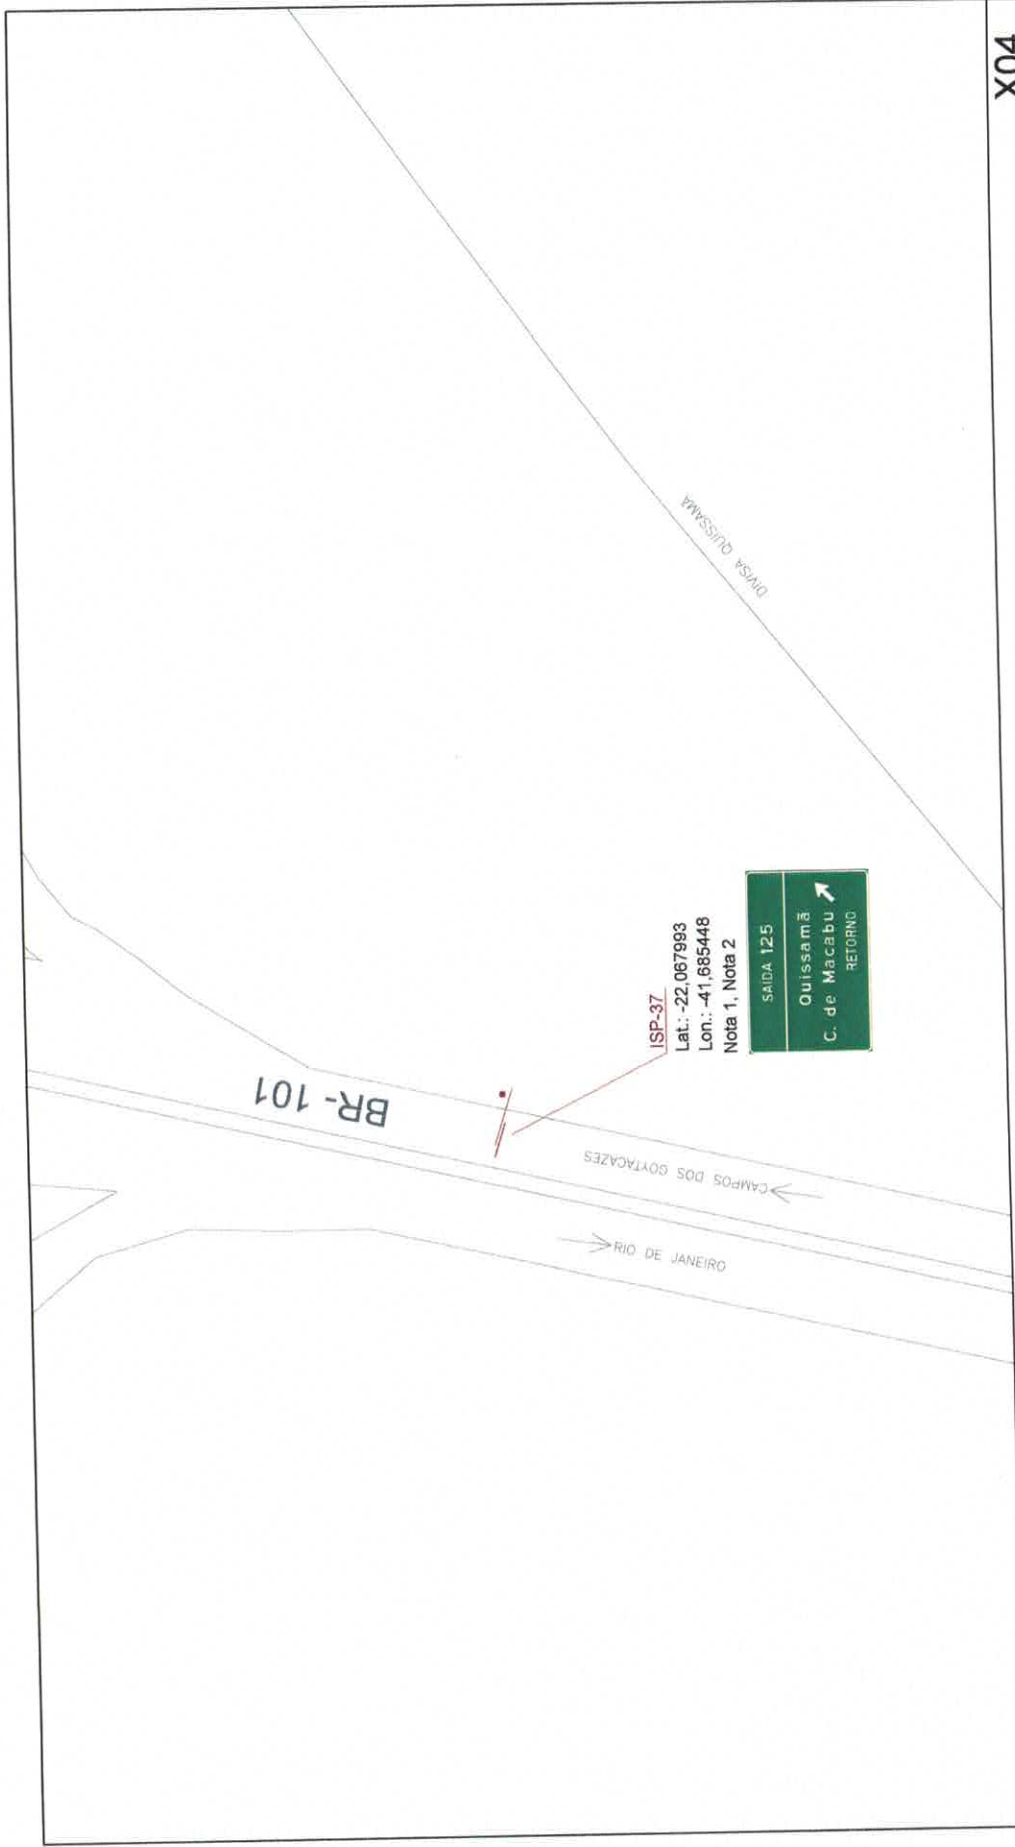 X04
BR-101
DIVISA QUISSAMÃ
ISP-37
Lat.: -22,067993
Lon.: -41,685448
Nota 1, Nota 2
SAÍDA 125
Quissamã
C. de Macabu
RETORNO
CAMPOS DOS GOYTACAZES
RIO DE JANEIRO